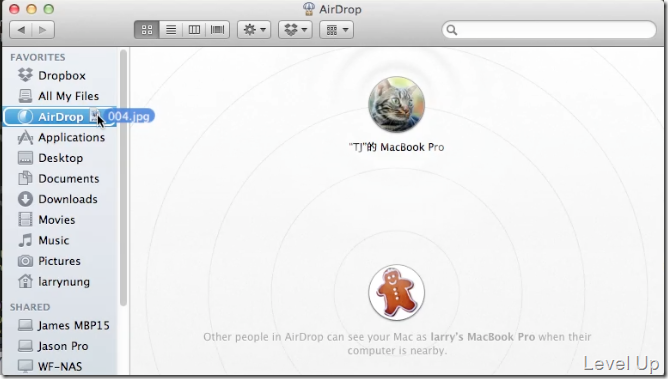 AirDrop
FAVORITES
Dropbox
All My Files
AirDrop
004.jpg
Applications
Desktop
Documents
Downloads
Movies
Music
Pictures
larrynung
SHARED
James MBP15
Jason Pro
WF-NAS
“TJ”的 MacBook Pro
Other people in AirDrop can see your Mac as larry's MacBook Pro when their
computer is nearby.
Level Up